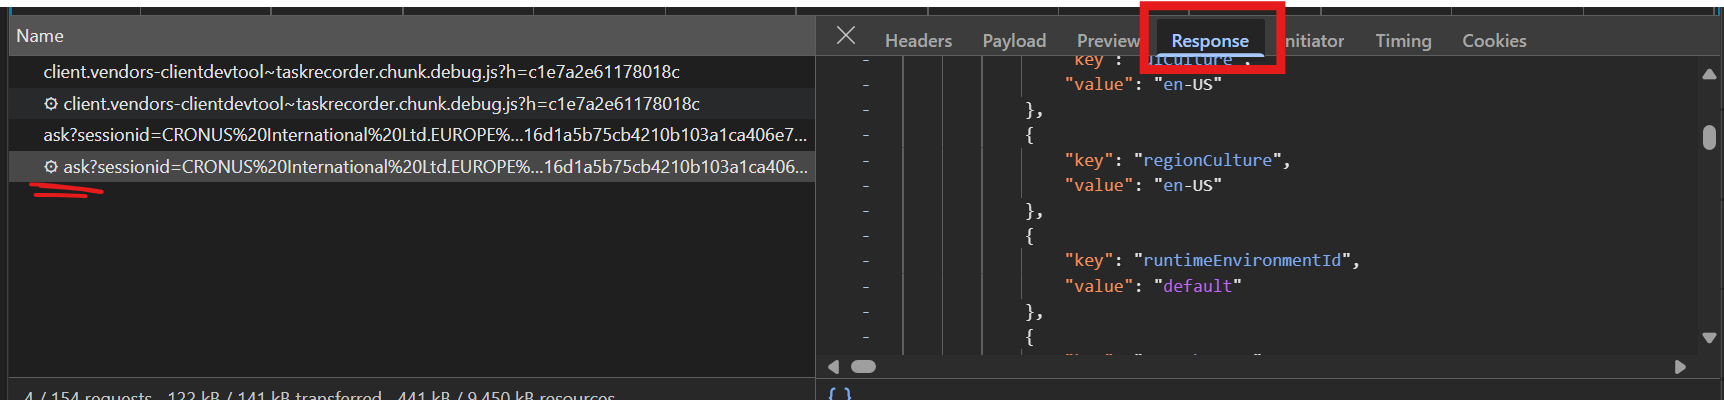 Name
client.vendors-clientdevtool~taskrecorder.chunk.debug.js?h=c1e7a2e61178018c
client.vendors-clientdevtool~taskrecorder.chunk.debug.js?h=c1e7a2e61178018c
ask?sessionid=CRONUS%20International%20Ltd.EUROPE%...16d1a5b75cb4210b103a1ca406e7...
ask?sessionid=CRONUS%20International%20Ltd.EUROPE%...16d1a5b75cb4210b103a1ca406...
4 / 154 requests 122 kB / 141 kB transferred 441 kB / 9,450 kB resources
Headers Payload Preview Response Initiator Timing Cookies
"key": "uiCulture",
"value": "en-US"
},
{
"key": "regionCulture",
"value": "en-US"
},
{
"key": "runtimeEnvironmentId",
"value": "default"
},
{
{ }